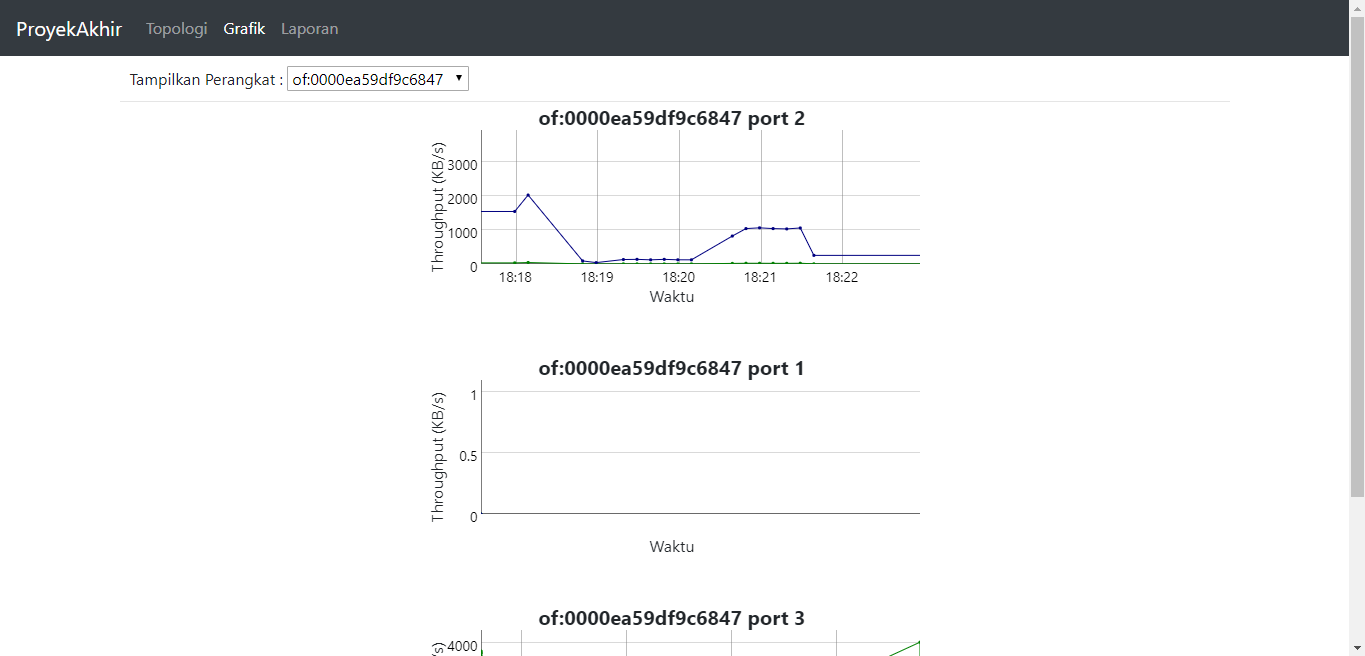 ProyekAkhir Topologi Grafik Laporan
Tampilkan Perangkat : of:0000ea59df9c6847
of:0000ea59df9c6847 port 2
Throughput (KB/s)
3000
2000
1000
0
18:18 18:19 18:20 18:21 18:22
Waktu
of:0000ea59df9c6847 port 1
Throughput (KB/s)
1
0.5
0
Waktu
of:0000ea59df9c6847 port 3
/s)
4000